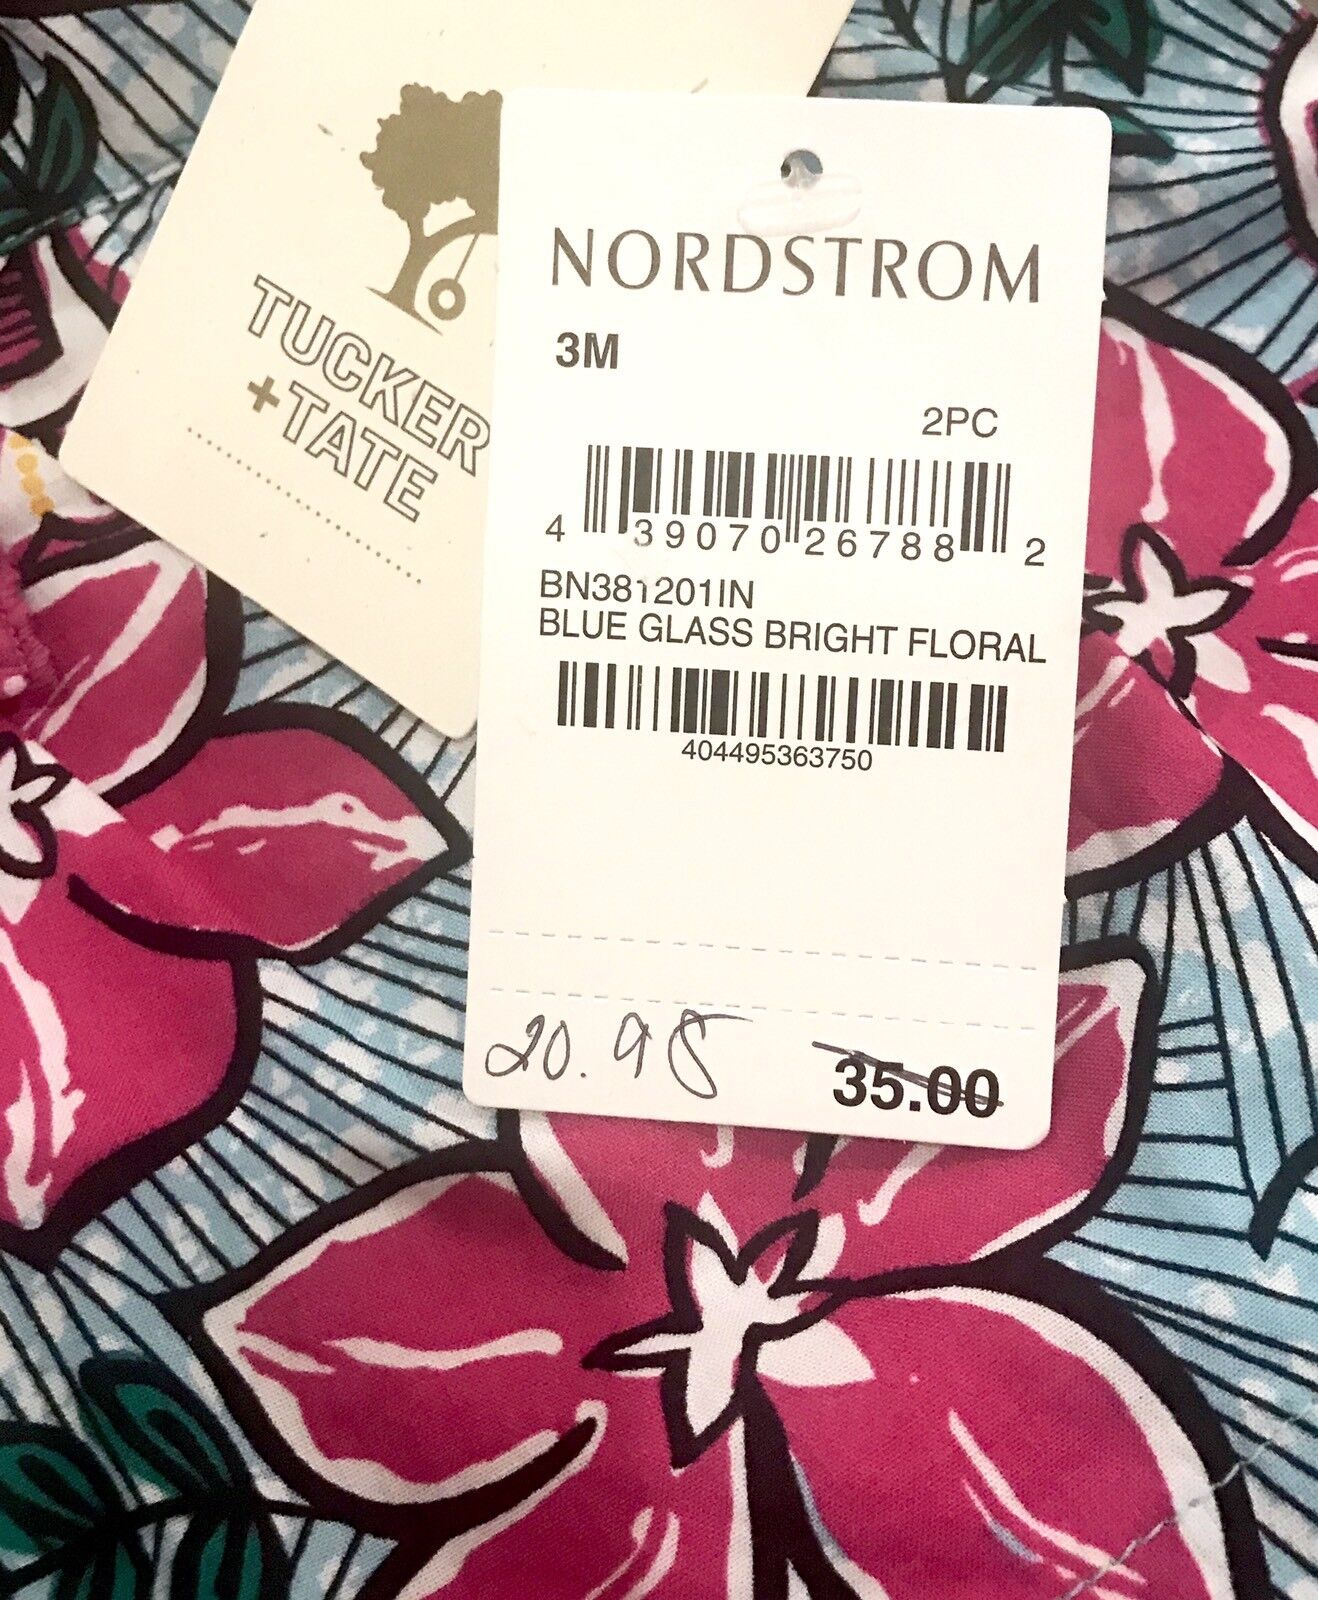 TUCKER
+TATE
NORDSTROM
3M
2PC
4 39070 26788 2
BN381201IN
BLUE GLASS BRIGHT FLORAL
404495363750
20.98
35.00